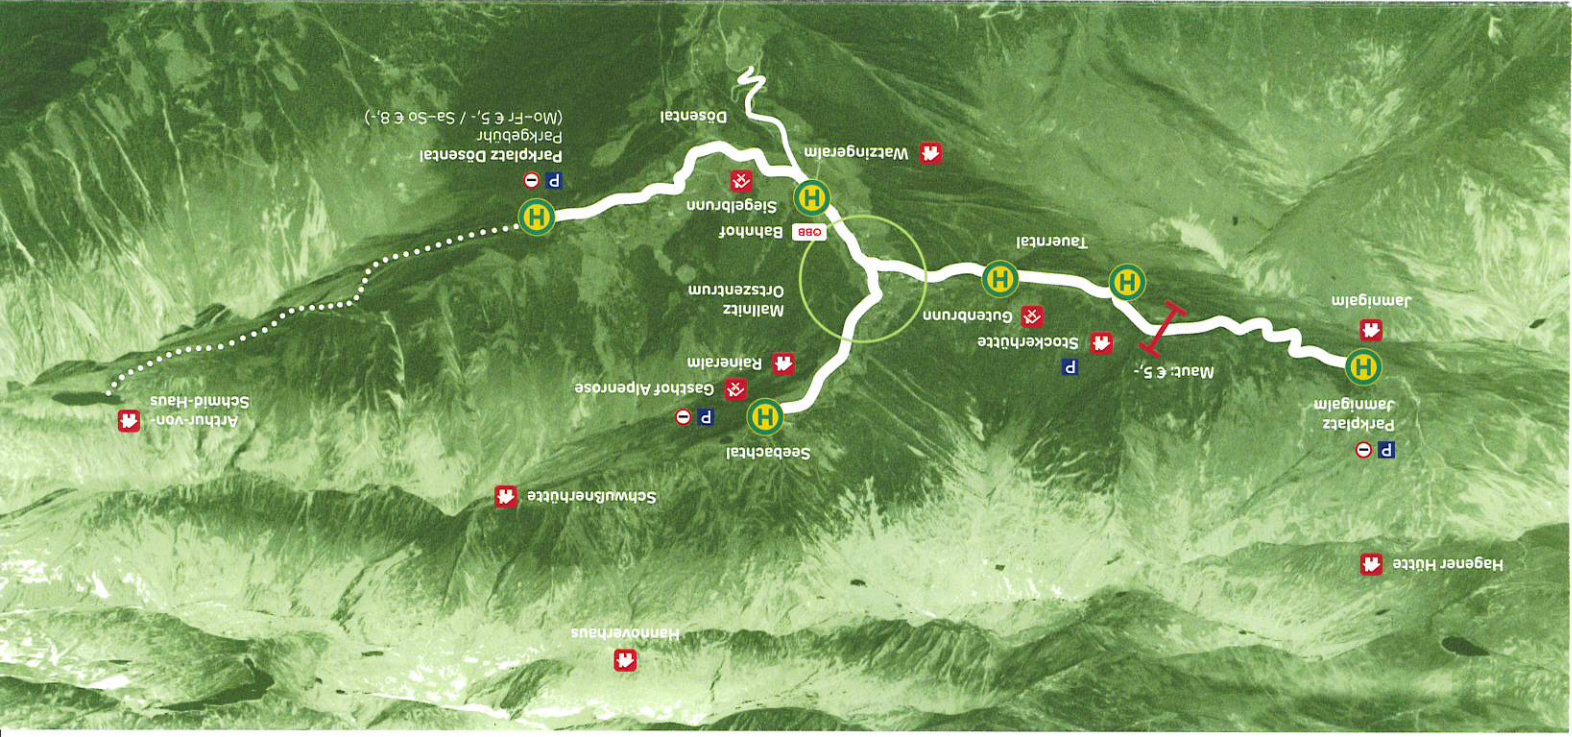 Hannoverhaus
Hagener Hütte
Schwußnerhütte
P
Parkplatz
Jamnigalm
H
Jamnigalm
Seebachtal
H
P
Gasthof Alpenrose
Raineralm
Arthur-von-
Schmid-Haus
Maut: € 5,-
P
Stockerhütte
Gutenbrunn
H
H
Tauerntal
Mallnitz
Ortszentrum
ÖBB
Bahnhof
H
Siegelbrunn
Watzingeralm
Dösental
H
P
Parkplatz Dösental
Parkgebühr
(Mo–Fr € 5,- / Sa–So € 8,-)